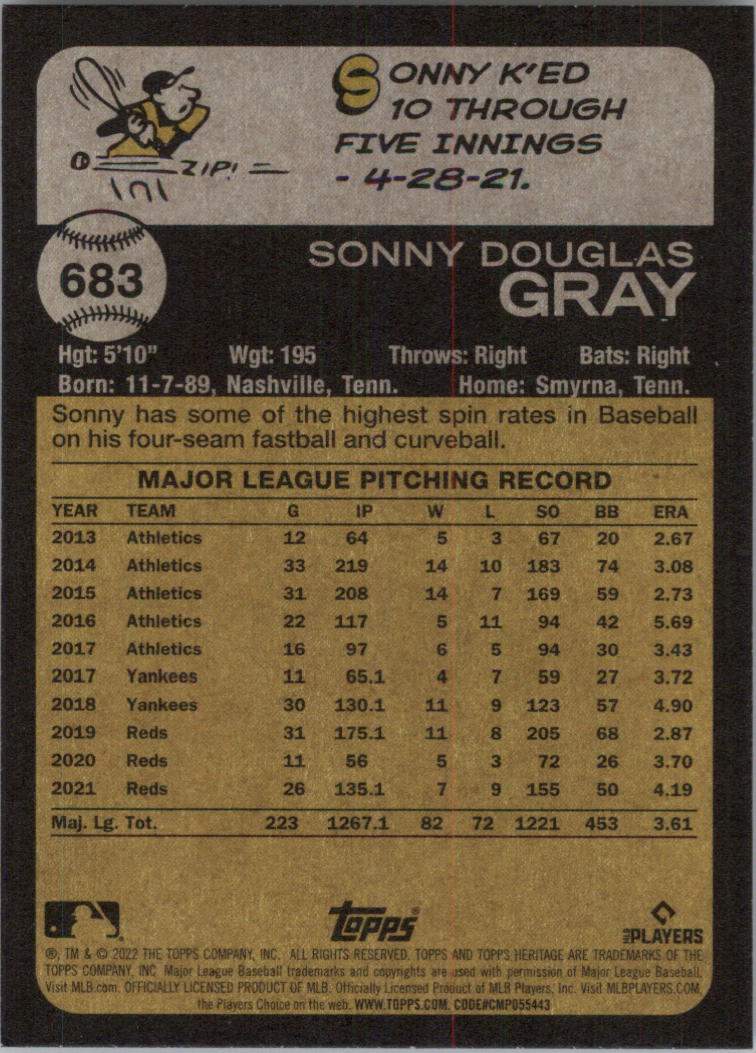 SONNY K'ED
10 THROUGH
FIVE INNINGS
- 4-28-21.
ZIP!
683
SONNY DOUGLAS
GRAY
Hgt: 5'10" Wgt: 195 Throws: Right Bats: Right
Born: 11-7-89, Nashville, Tenn. Home: Smyrna, Tenn.
Sonny has some of the highest spin rates in Baseball
on his four-seam fastball and curveball.
MAJOR LEAGUE PITCHING RECORD
YEAR TEAM G IP W L SO BB ERA
2013 Athletics 12 64 5 3 67 20 2.67
2014 Athletics 33 219 14 10 183 74 3.08
2015 Athletics 31 208 14 7 169 59 2.73
2016 Athletics 22 117 5 11 94 42 5.69
2017 Athletics 16 97 6 5 94 30 3.43
2017 Yankees 11 65.1 4 7 59 27 3.72
2018 Yankees 30 130.1 11 9 123 57 4.90
2019 Reds 31 175.1 11 8 205 68 2.87
2020 Reds 11 56 5 3 72 26 3.70
2021 Reds 26 135.1 7 9 155 50 4.19
Maj. Lg. Tot. 223 1267.1 82 72 1221 453 3.61
TOPPS
MLB PLAYERS
®, TM & © 2022 THE TOPPS COMPANY, INC. ALL RIGHTS RESERVED. TOPPS AND TOPPS HERITAGE ARE TRADEMARKS OF THE
TOPPS COMPANY, INC. Major League Baseball trademarks and copyrights are used with permission of Major League Baseball.
Visit MLB.com. OFFICIALLY LICENSED PRODUCT OF MLB. Officially Licensed Product of MLB Players, Inc. Visit MLBPLAYERS.COM,
the Players Choice on the web. WWW.TOPPS.COM. CODE#CMP055443